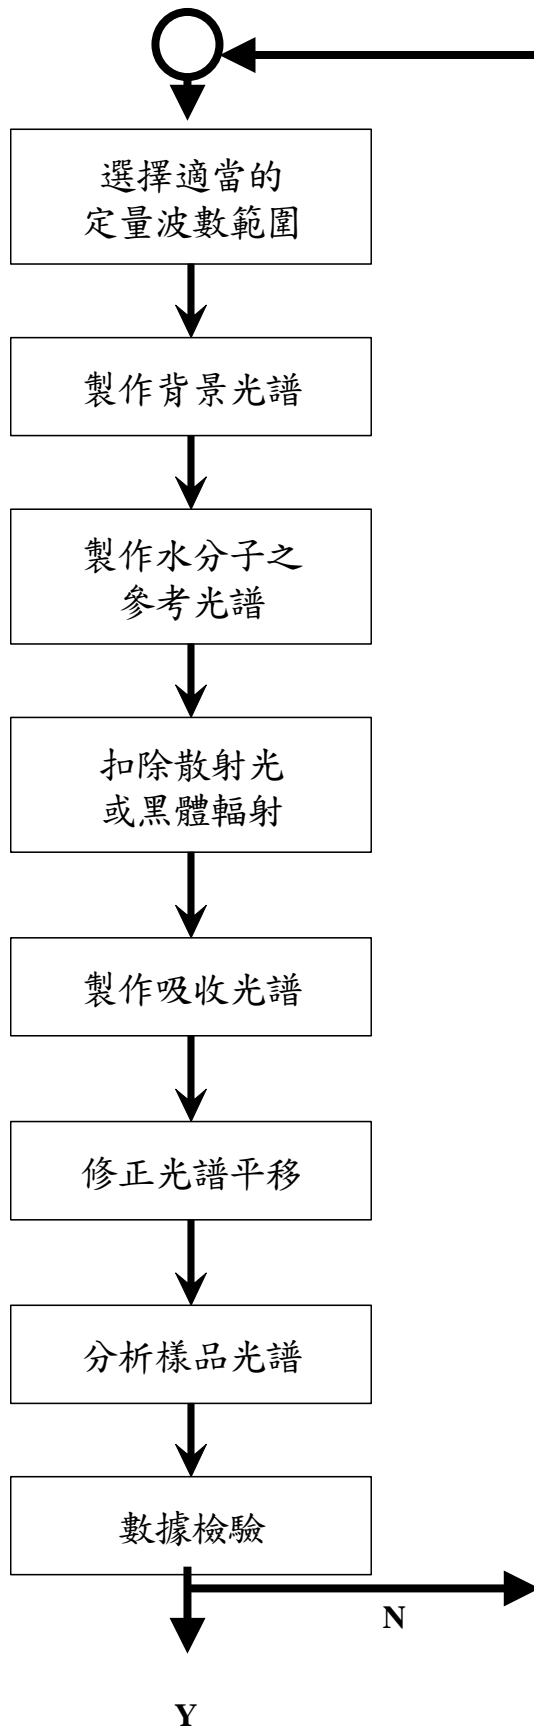 選擇適當的
定量波數範圍
製作背景光譜
製作水分子之
參考光譜
扣除散射光
或黑體輻射
製作吸收光譜
修正光譜平移
分析樣品光譜
數據檢驗
N
Y